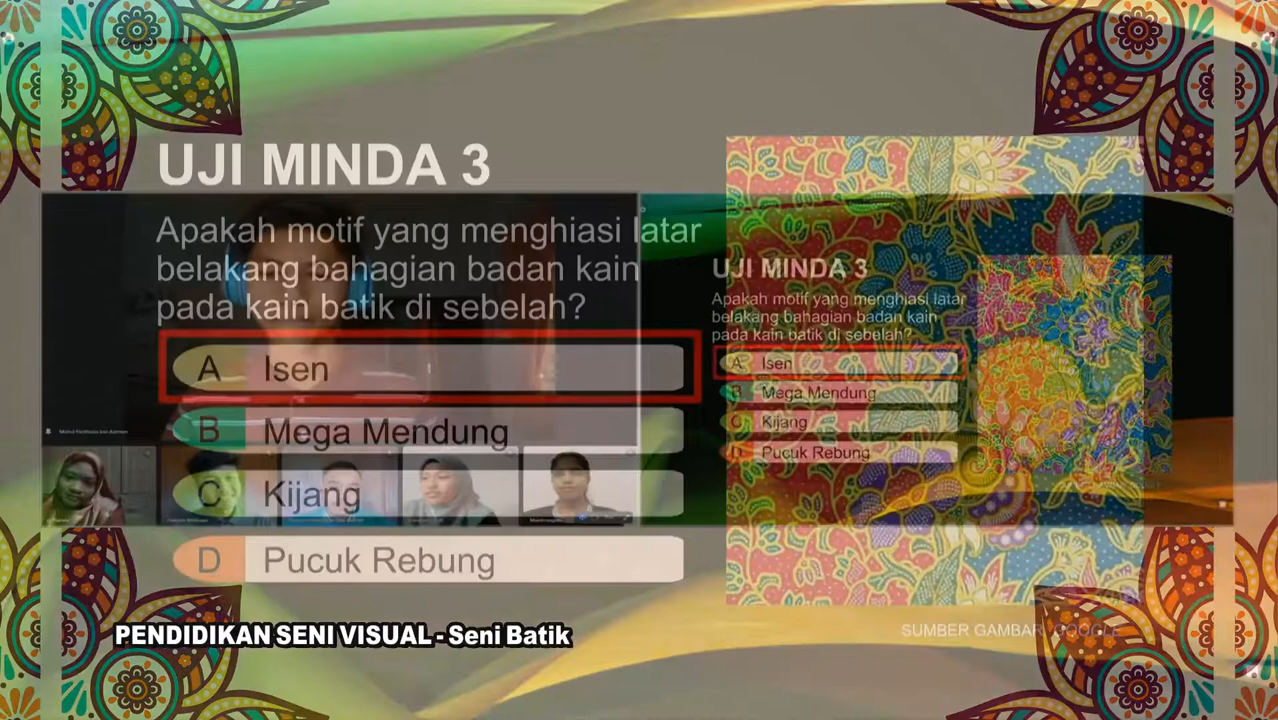 UJI MINDA 3
Apakah motif yang menghiasi latar
belakang bahagian badan kain
pada kain batik di sebelah?
A Isen
B Mega Mendung
C Kijang
D Pucuk Rebung
UJI MINDA 3
Apakah motif yang menghiasi latar
belakang bahagian badan kain
pada kain batik di sebelah?
A Isen
B Mega Mendung
C Kijang
D Pucuk Rebung
PENDIDIKAN SENI VISUAL - Seni Batik
SUMBER GAMBAR: GOOGLE